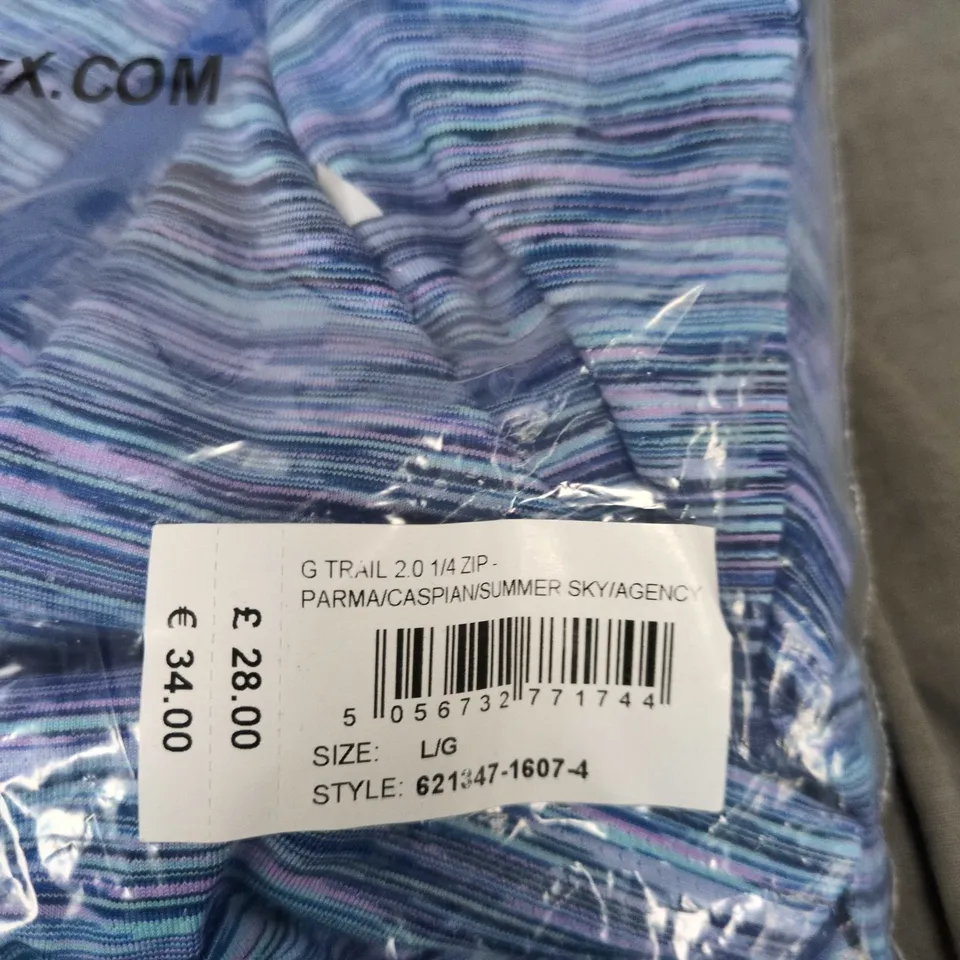 X.COM
G TRAIL 2.0 1/4 ZIP -
PARMA/CASPIAN/SUMMER SKY/AGENCY
£ 28.00
€ 34.00
5 056732 771744
SIZE: L/G
STYLE: 621347-1607-4